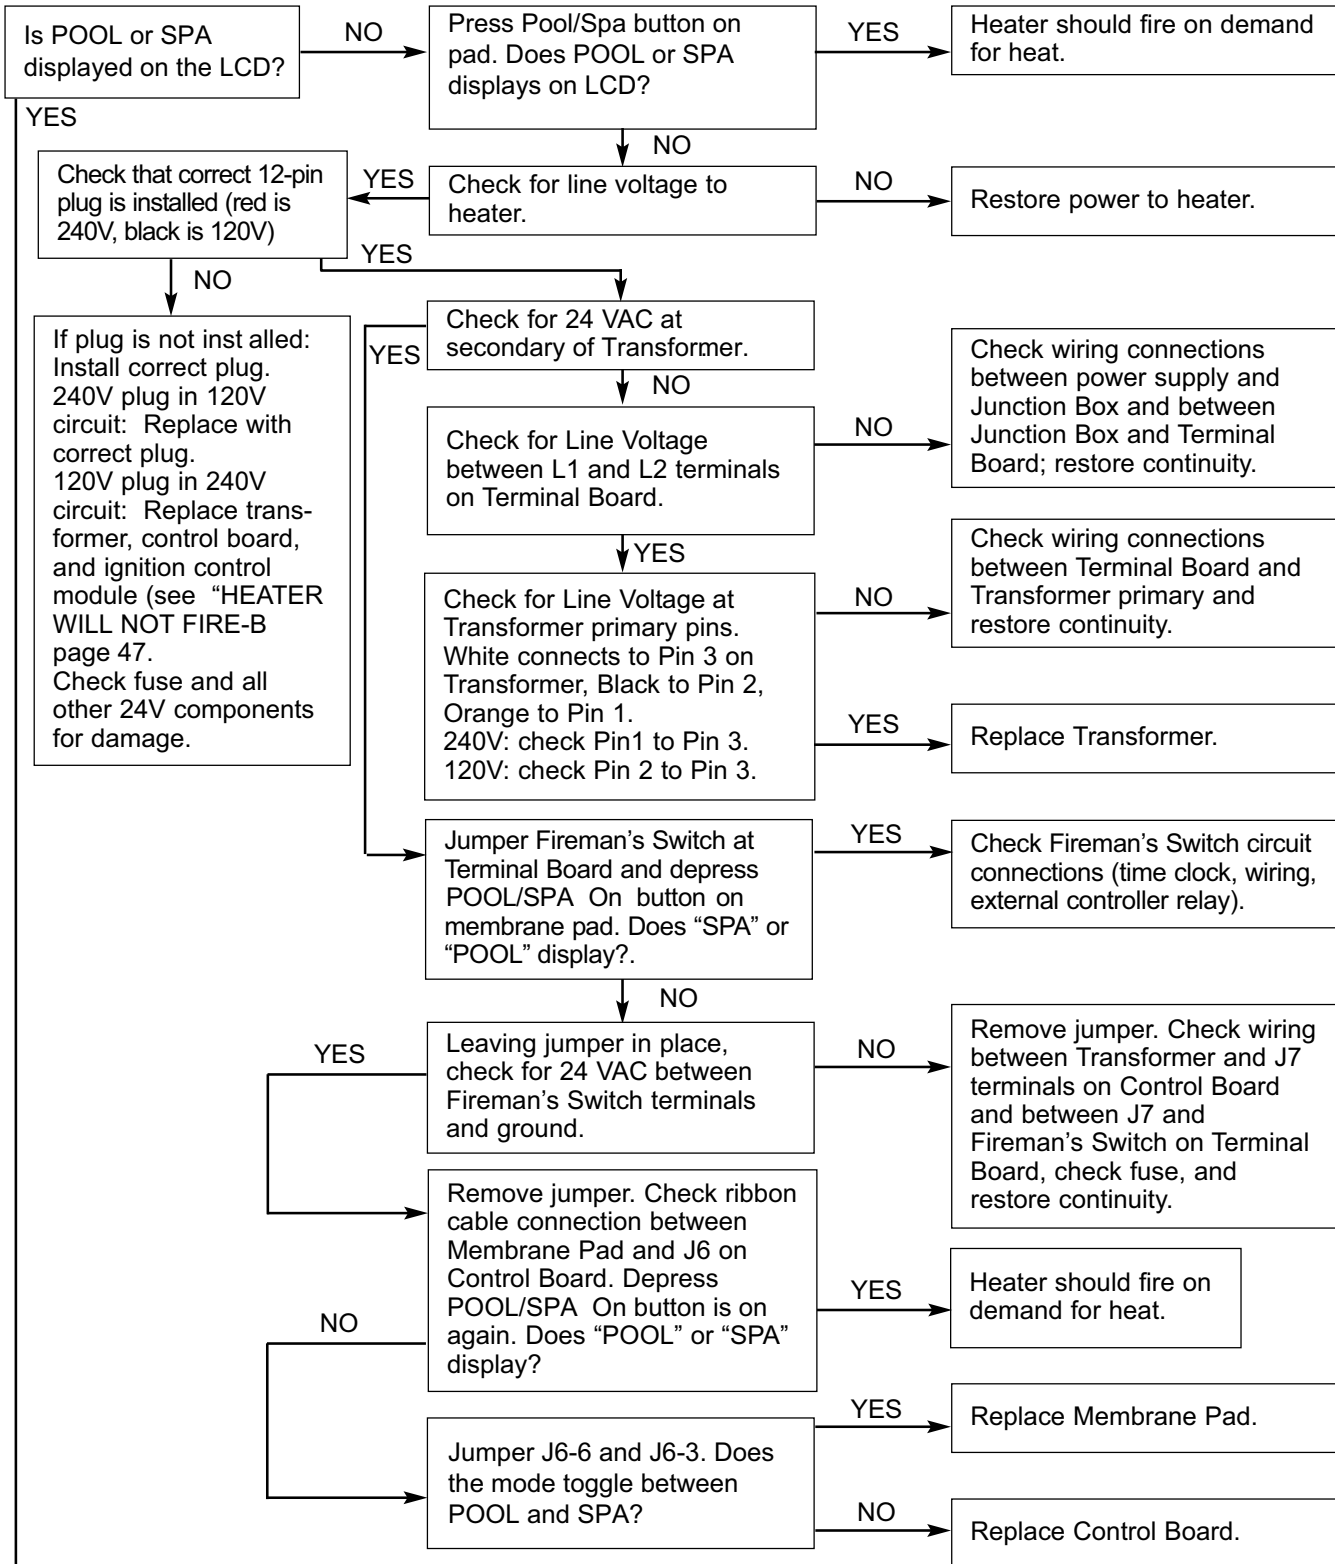 Is POOL or SPA
displayed on the LCD?
NO
Press Pool/Spa button on
pad. Does POOL or SPA
displays on LCD?
YES
Heater should fire on demand
for heat.
YES
NO
Check that correct 12-pin
plug is installed (red is
240V, black is 120V)
YES
Check for line voltage to
heater.
NO
Restore power to heater.
NO
YES
If plug is not inst alled:
Install correct plug.
240V plug in 120V
circuit: Replace with
correct plug.
120V plug in 240V
circuit: Replace trans-
former, control board,
and ignition control
module (see “HEATER
WILL NOT FIRE-B
page 47.
Check fuse and all
other 24V components
for damage.
YES
Check for 24 VAC at
secondary of Transformer.
NO
Check for Line Voltage
between L1 and L2 terminals
on Terminal Board.
NO
Check wiring connections
between power supply and
Junction Box and between
Junction Box and Terminal
Board; restore continuity.
YES
Check for Line Voltage at
Transformer primary pins.
White connects to Pin 3 on
Transformer, Black to Pin 2,
Orange to Pin 1.
240V: check Pin1 to Pin 3.
120V: check Pin 2 to Pin 3.
NO
Check wiring connections
between Terminal Board and
Transformer primary and
restore continuity.
YES
Replace Transformer.
Jumper Fireman’s Switch at
Terminal Board and depress
POOL/SPA On button on
membrane pad. Does “SPA” or
“POOL” display?.
YES
Check Fireman’s Switch circuit
connections (time clock, wiring,
external controller relay).
NO
YES
Leaving jumper in place,
check for 24 VAC between
Fireman’s Switch terminals
and ground.
NO
Remove jumper. Check wiring
between Transformer and J7
terminals on Control Board
and between J7 and
Fireman’s Switch on Terminal
Board, check fuse, and
restore continuity.
Remove jumper. Check ribbon
cable connection between
Membrane Pad and J6 on
Control Board. Depress
POOL/SPA On button is on
again. Does “POOL” or “SPA”
display?
YES
Heater should fire on
demand for heat.
NO
Jumper J6-6 and J6-3. Does
the mode toggle between
POOL and SPA?
YES
Replace Membrane Pad.
NO
Replace Control Board.